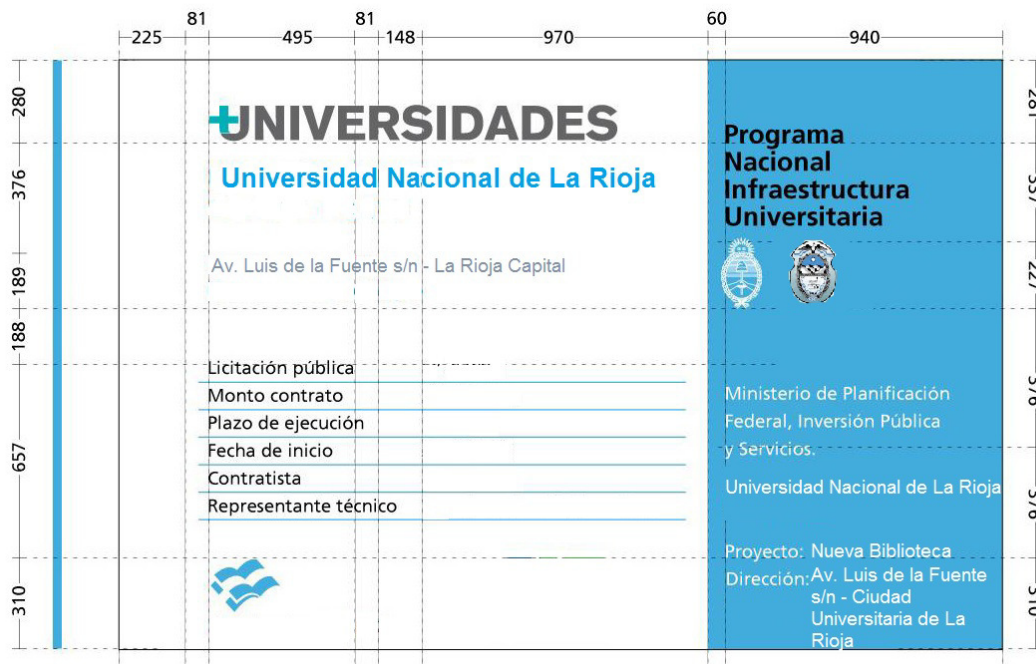 81 81 60
225 495 148 970 940
280
376
189
188
657
310
+UNIVERSIDADES
Universidad Nacional de La Rioja
Av. Luis de la Fuente s/n - La Rioja Capital
Licitación pública
Monto contrato
Plazo de ejecución
Fecha de inicio
Contratista
Representante técnico
Programa
Nacional
Infraestructura
Universitaria
Ministerio de Planificación
Federal, Inversión Pública
y Servicios.
Universidad Nacional de La Rioja
Proyecto: Nueva Biblioteca
Dirección: Av. Luis de la Fuente
s/n - Ciudad
Universitaria de La
Rioja